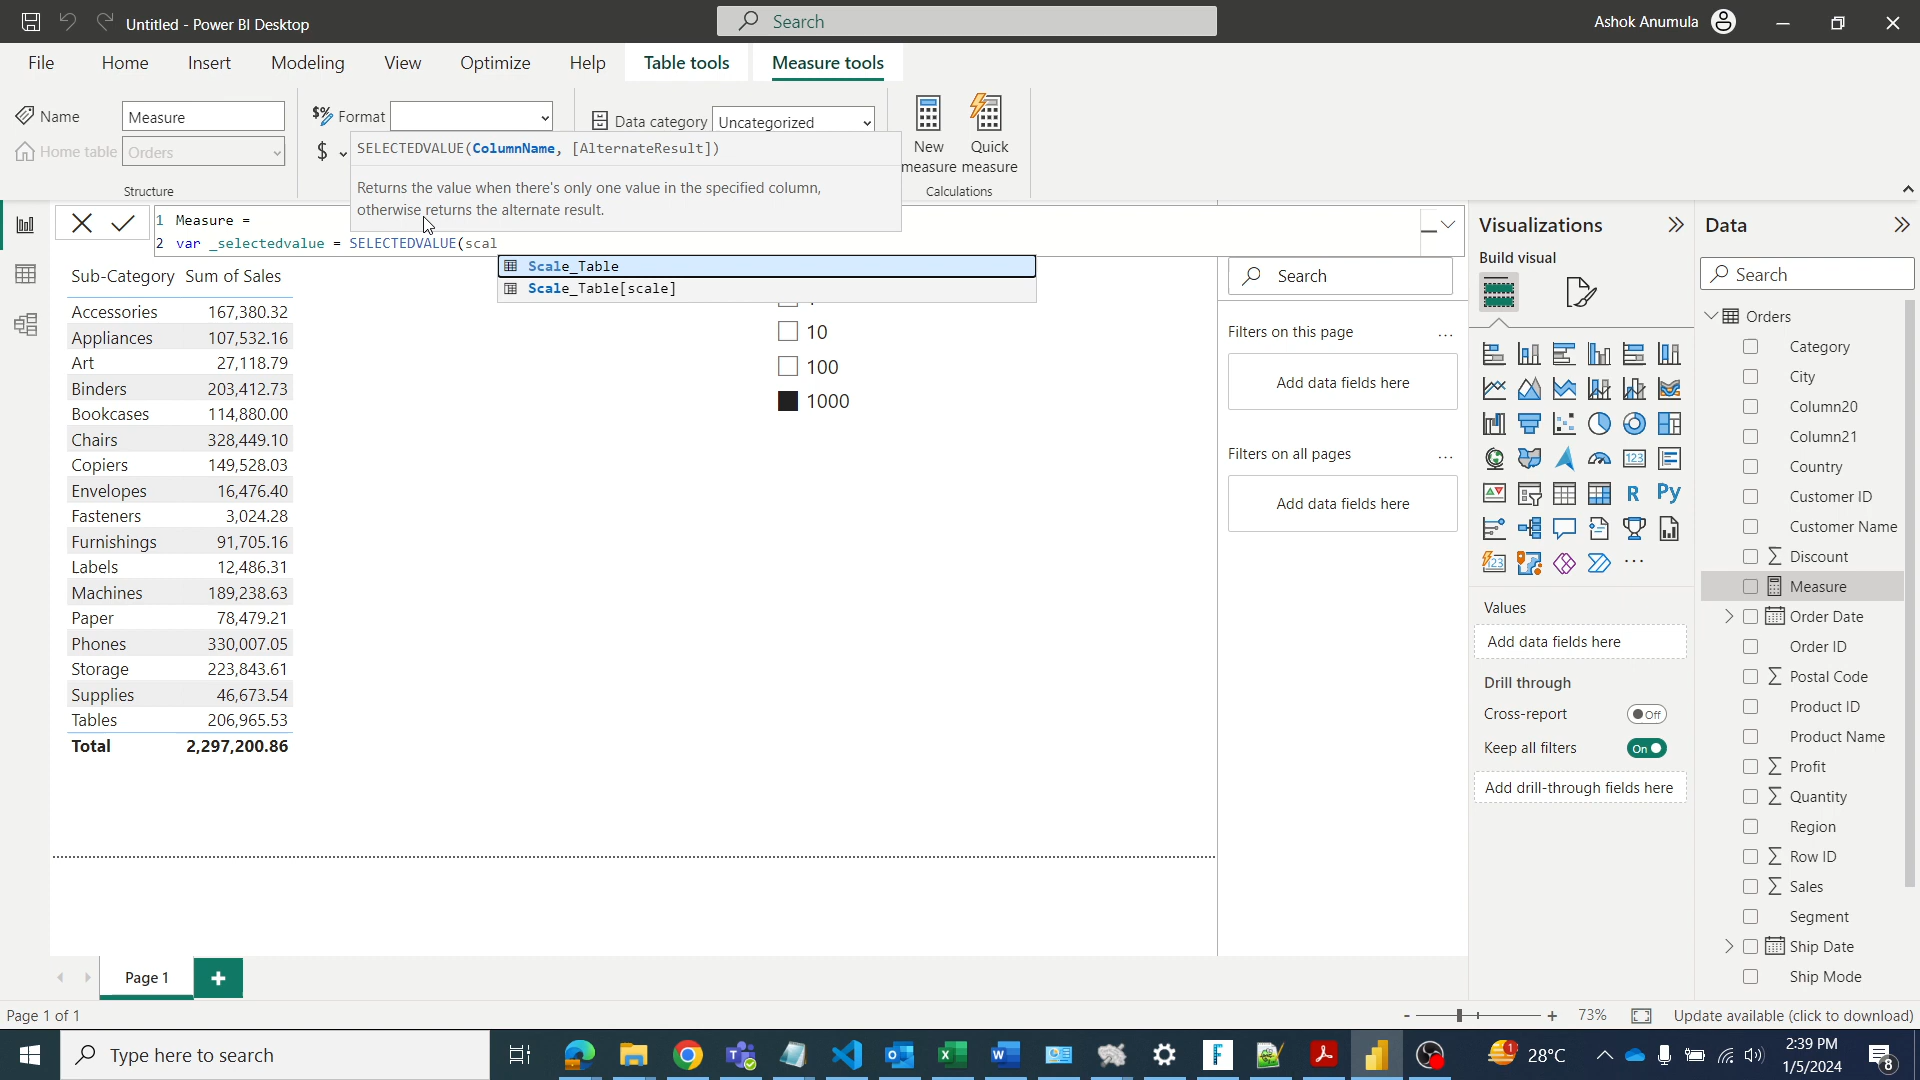 Untitled - Power BI Desktop
Search
Ashok Anumula
File
Home
Insert
Modeling
View
Optimize
Help
Table tools
Measure tools
Name
Measure
Home table
Orders
Structure
Format
Data category
Uncategorized
$
SELECTEDVALUE(ColumnName, [AlternateResult])
Returns the value when there's only one value in the specified column,
otherwise returns the alternate result.
New
measure
Quick
measure
Calculations
1 Measure =
2 var _selectedvalue = SELECTEDVALUE(scal
Scale_Table
Scale_Table[scale]
Sub-Category Sum of Sales
Accessories 167,380.32
Appliances 107,532.16
Art 27,118.79
Binders 203,412.73
Bookcases 114,880.00
Chairs 328,449.10
Copiers 149,528.03
Envelopes 16,476.40
Fasteners 3,024.28
Furnishings 91,705.16
Labels 12,486.31
Machines 189,238.63
Paper 78,479.21
Phones 330,007.05
Storage 223,843.61
Supplies 46,673.54
Tables 206,965.53
Total 2,297,200.86
10
100
1000
Search
Filters on this page ...
Add data fields here
Filters on all pages ...
Add data fields here
Visualizations
Build visual
R
Py
123
Values
Add data fields here
Drill through
Cross-report
Off
Keep all filters
On
Add drill-through fields here
Data
Search
Orders
Category
City
Column20
Column21
Country
Customer ID
Customer Name
Discount
Measure
Order Date
Order ID
Postal Code
Product ID
Product Name
Profit
Quantity
Region
Row ID
Sales
Segment
Ship Date
Ship Mode
Page 1
+
Page 1 of 1
- + 73%
Update available (click to download)
Type here to search
1
28°C
2:39 PM
1/5/2024
8